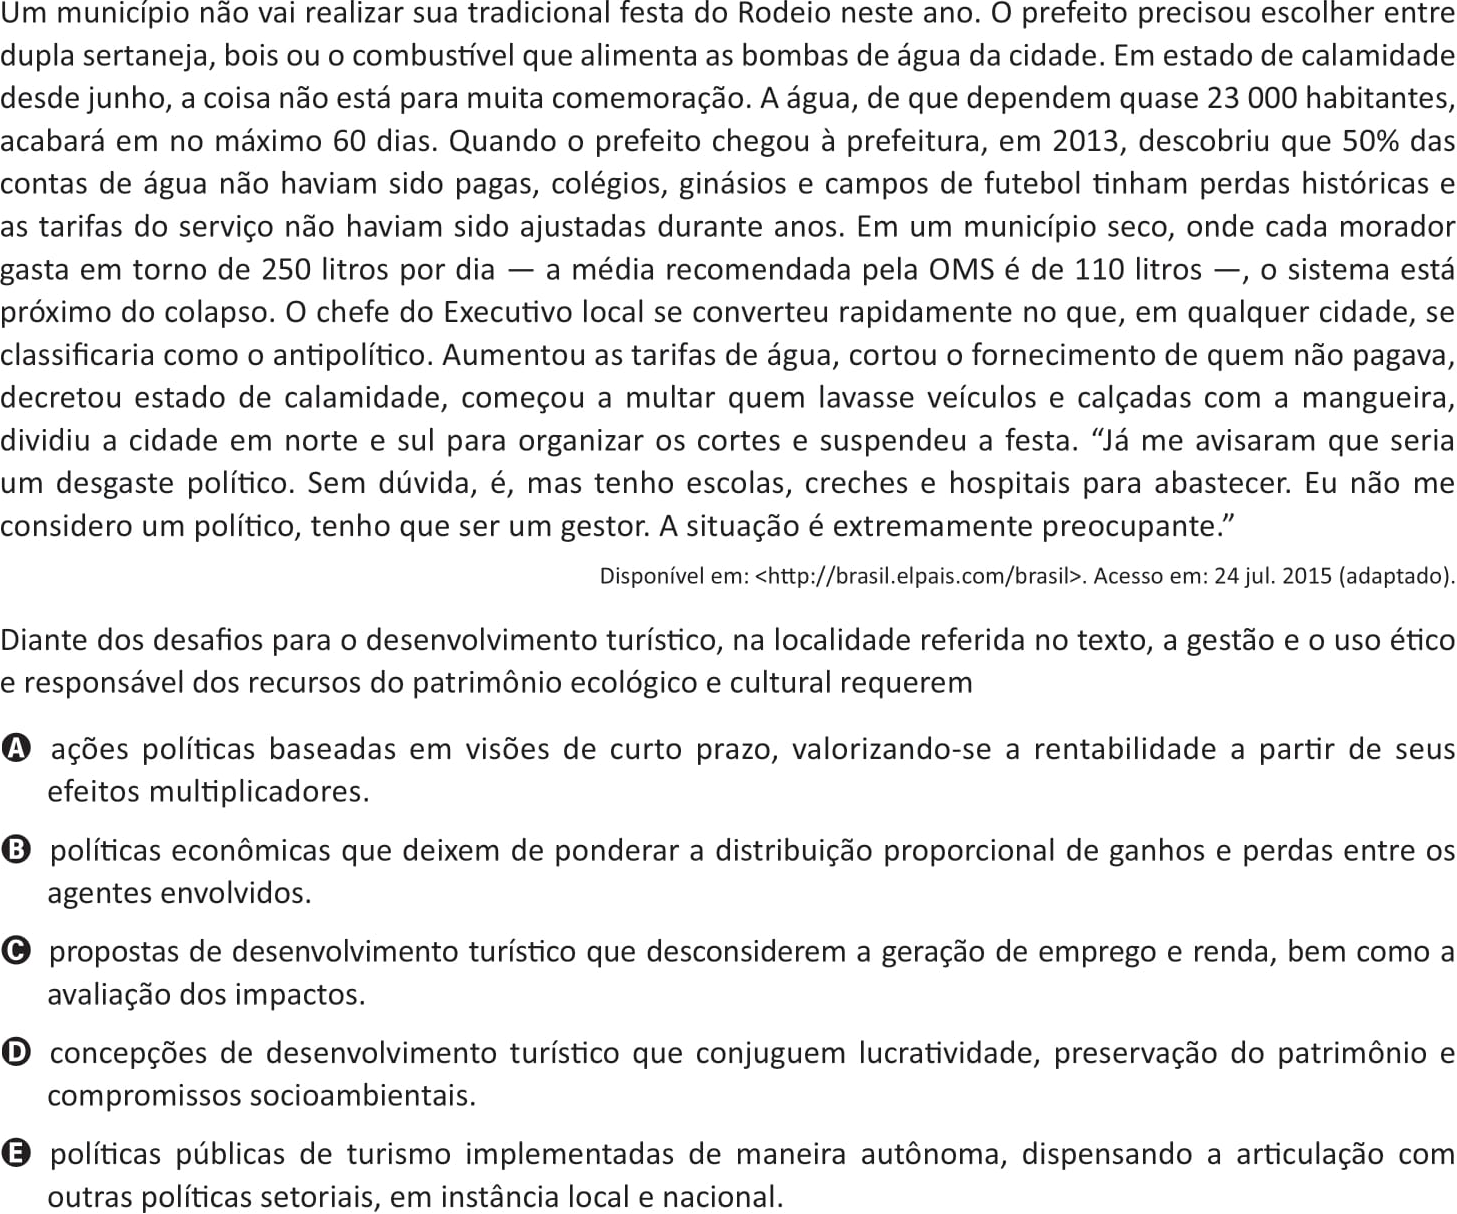 Um município não vai realizar sua tradicional festa do Rodeio neste ano. O prefeito precisou escolher entre
dupla sertaneja, bois ou o combustível que alimenta as bombas de água da cidade. Em estado de calamidade
desde junho, a coisa não está para muita comemoração. A água, de que dependem quase 23 000 habitantes,
acabará em no máximo 60 dias. Quando o prefeito chegou à prefeitura, em 2013, descobriu que 50% das
contas de água não haviam sido pagas, colégios, ginásios e campos de futebol tinham perdas históricas e
as tarifas do serviço não haviam sido ajustadas durante anos. Em um município seco, onde cada morador
gasta em torno de 250 litros por dia — a média recomendada pela OMS é de 110 litros —, o sistema está
próximo do colapso. O chefe do Executivo local se converteu rapidamente no que, em qualquer cidade, se
classificaria como o antipolítico. Aumentou as tarifas de água, cortou o fornecimento de quem não pagava,
decretou estado de calamidade, começou a multar quem lavasse veículos e calçadas com a mangueira,
dividiu a cidade em norte e sul para organizar os cortes e suspendeu a festa. “Já me avisaram que seria
um desgaste político. Sem dúvida, é, mas tenho escolas, creches e hospitais para abastecer. Eu não me
considero um político, tenho que ser um gestor. A situação é extremamente preocupante.”
Disponível em: <http://brasil.elpais.com/brasil>. Acesso em: 24 jul. 2015 (adaptado).
Diante dos desafios para o desenvolvimento turístico, na localidade referida no texto, a gestão e o uso ético
e responsável dos recursos do patrimônio ecológico e cultural requerem
A ações políticas baseadas em visões de curto prazo, valorizando-se a rentabilidade a partir de seus
efeitos multiplicadores.
B políticas econômicas que deixem de ponderar a distribuição proporcional de ganhos e perdas entre os
agentes envolvidos.
C propostas de desenvolvimento turístico que desconsiderem a geração de emprego e renda, bem como a
avaliação dos impactos.
D concepções de desenvolvimento turístico que conjuguem lucratividade, preservação do patrimônio e
compromissos socioambientais.
E políticas públicas de turismo implementadas de maneira autônoma, dispensando a articulação com
outras políticas setoriais, em instância local e nacional.